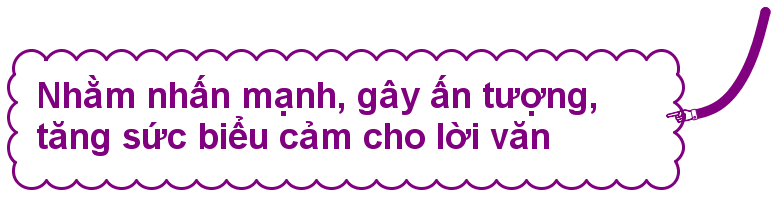 Nhằm nhấn mạnh, gây ấn tượng,
tăng sức biểu cảm cho lời văn